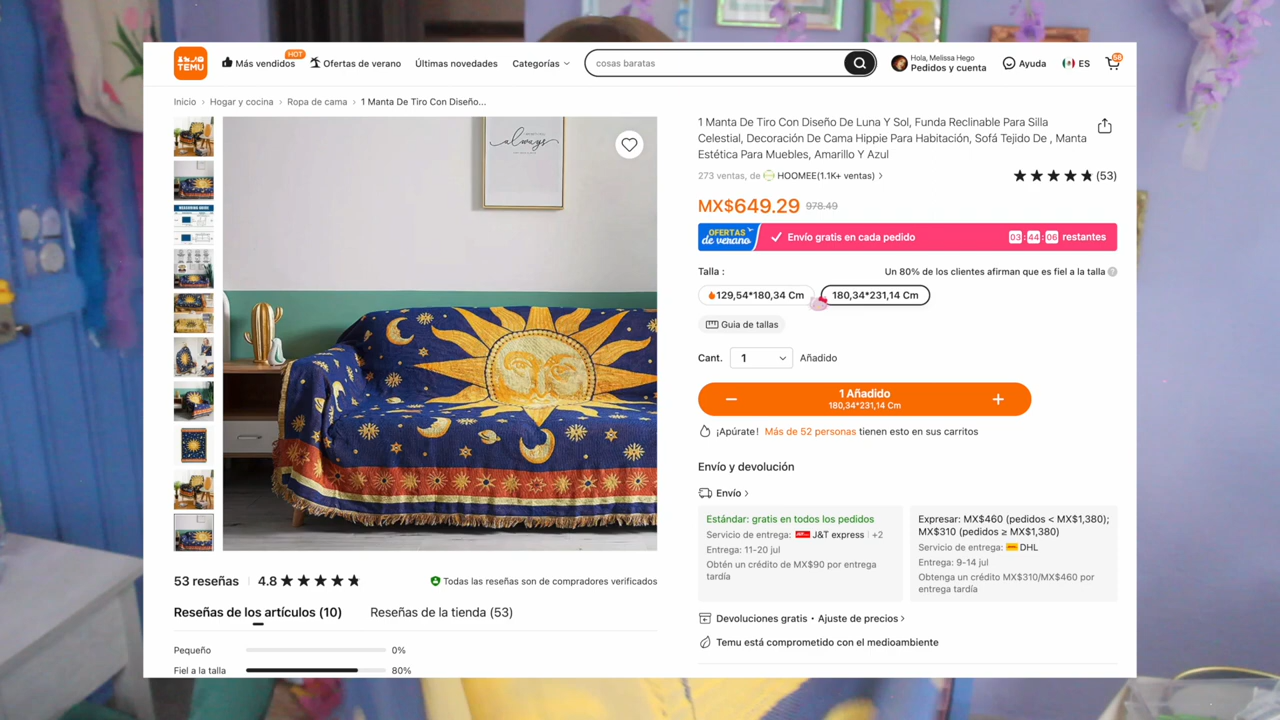 TEMU
Más vendidos
HOT
Ofertas de verano
Últimas novedades
Categorías
cosas baratas
Hola, Melissa Hego
Pedidos y cuenta
Ayuda
ES
Inicio › Hogar y cocina › Ropa de cama › 1 Manta De Tiro Con Diseño...
always
1 Manta De Tiro Con Diseño De Luna Y Sol, Funda Reclinable Para Silla
Celestial, Decoración De Cama Hippie Para Habitación, Sofá Tejido De , Manta
Estética Para Muebles, Amarillo Y Azul
273 ventas, de HOOMEE(1.1K+ ventas) ›
(53)
MX$649.29 978.49
OFERTAS
de verano
Envío gratis en cada pedido
03 : 44 : 06 restantes
Talla :
Un 80% de los clientes afirman que es fiel a la talla ?
129,54*180,34 Cm
180,34*231,14 Cm
Guia de tallas
Cant. 1 Añadido
− 1 Añadido +
180,34*231,14 Cm
¡Apúrate! Más de 52 personas tienen esto en sus carritos
Envío y devolución
Envío ›
Estándar: gratis en todos los pedidos
Servicio de entrega: J&T express | +2
Entrega: 11-20 jul
Obtén un crédito de MX$90 por entrega
tardía
Expresar: MX$460 (pedidos < MX$1,380);
MX$310 (pedidos ≥ MX$1,380)
Servicio de entrega: DHL
Entrega: 9-14 jul
Obtenga un crédito MX$310/MX$460 por
entrega tardía
Devoluciones gratis • Ajuste de precios ›
Temu está comprometido con el medioambiente
MEASURING GUIDE
53 reseñas | 4.8
Todas las reseñas son de compradores verificados
Reseñas de los artículos (10)
Reseñas de la tienda (53)
Pequeño 0%
Fiel a la talla 80%